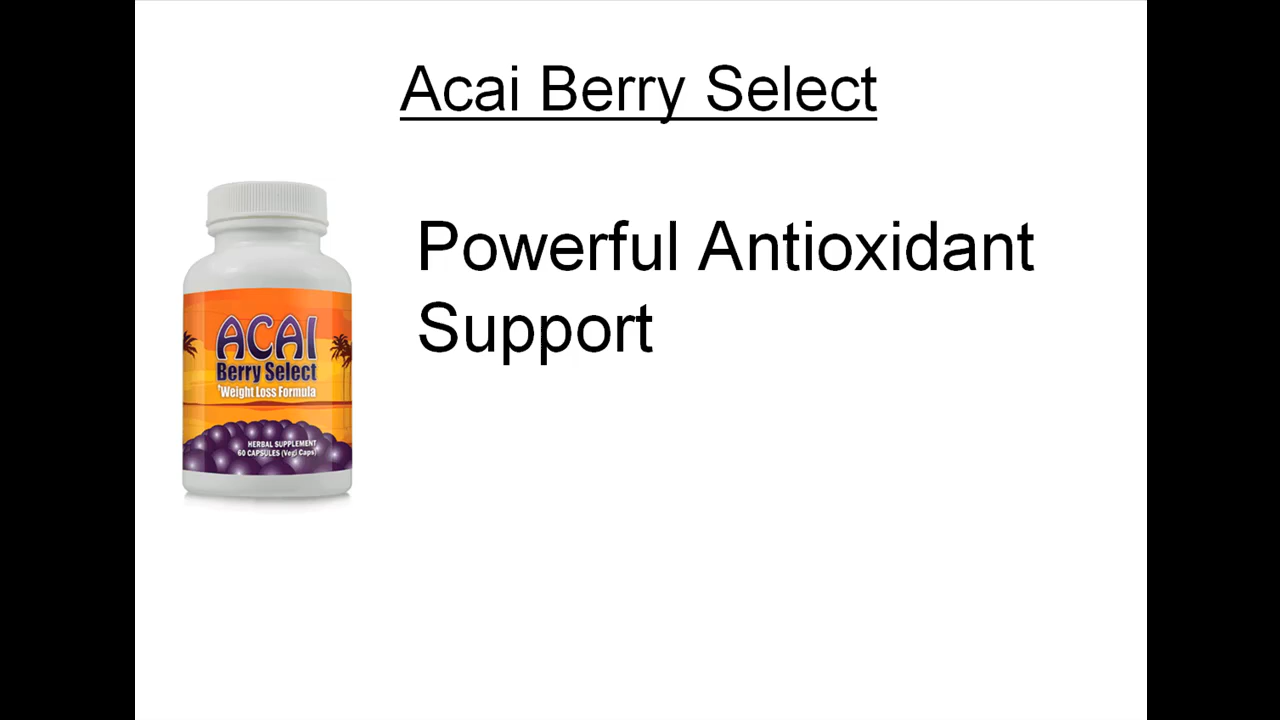 Acai Berry Select
Powerful Antioxidant
Support
ACAI
Berry Select
†Weight Loss Formula
HERBAL SUPPLEMENT
60 CAPSULES (Vegi Caps)